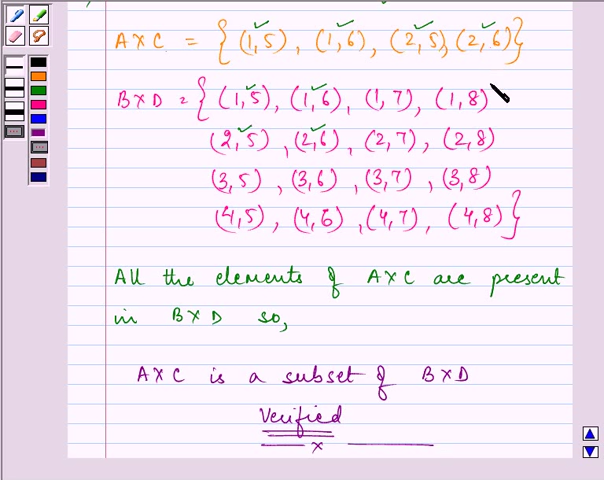 A×C = { (1,5), (1,6), (2,5), (2,6) }
B×D = { (1,5), (1,6), (1,7), (1,8)
(2,5), (2,6), (2,7), (2,8)
(3,5), (3,6), (3,7), (3,8)
(4,5), (4,6), (4,7), (4,8) }
All the elements of A×C are present
in B×D so,
A×C is a subset of B×D
Verified
x